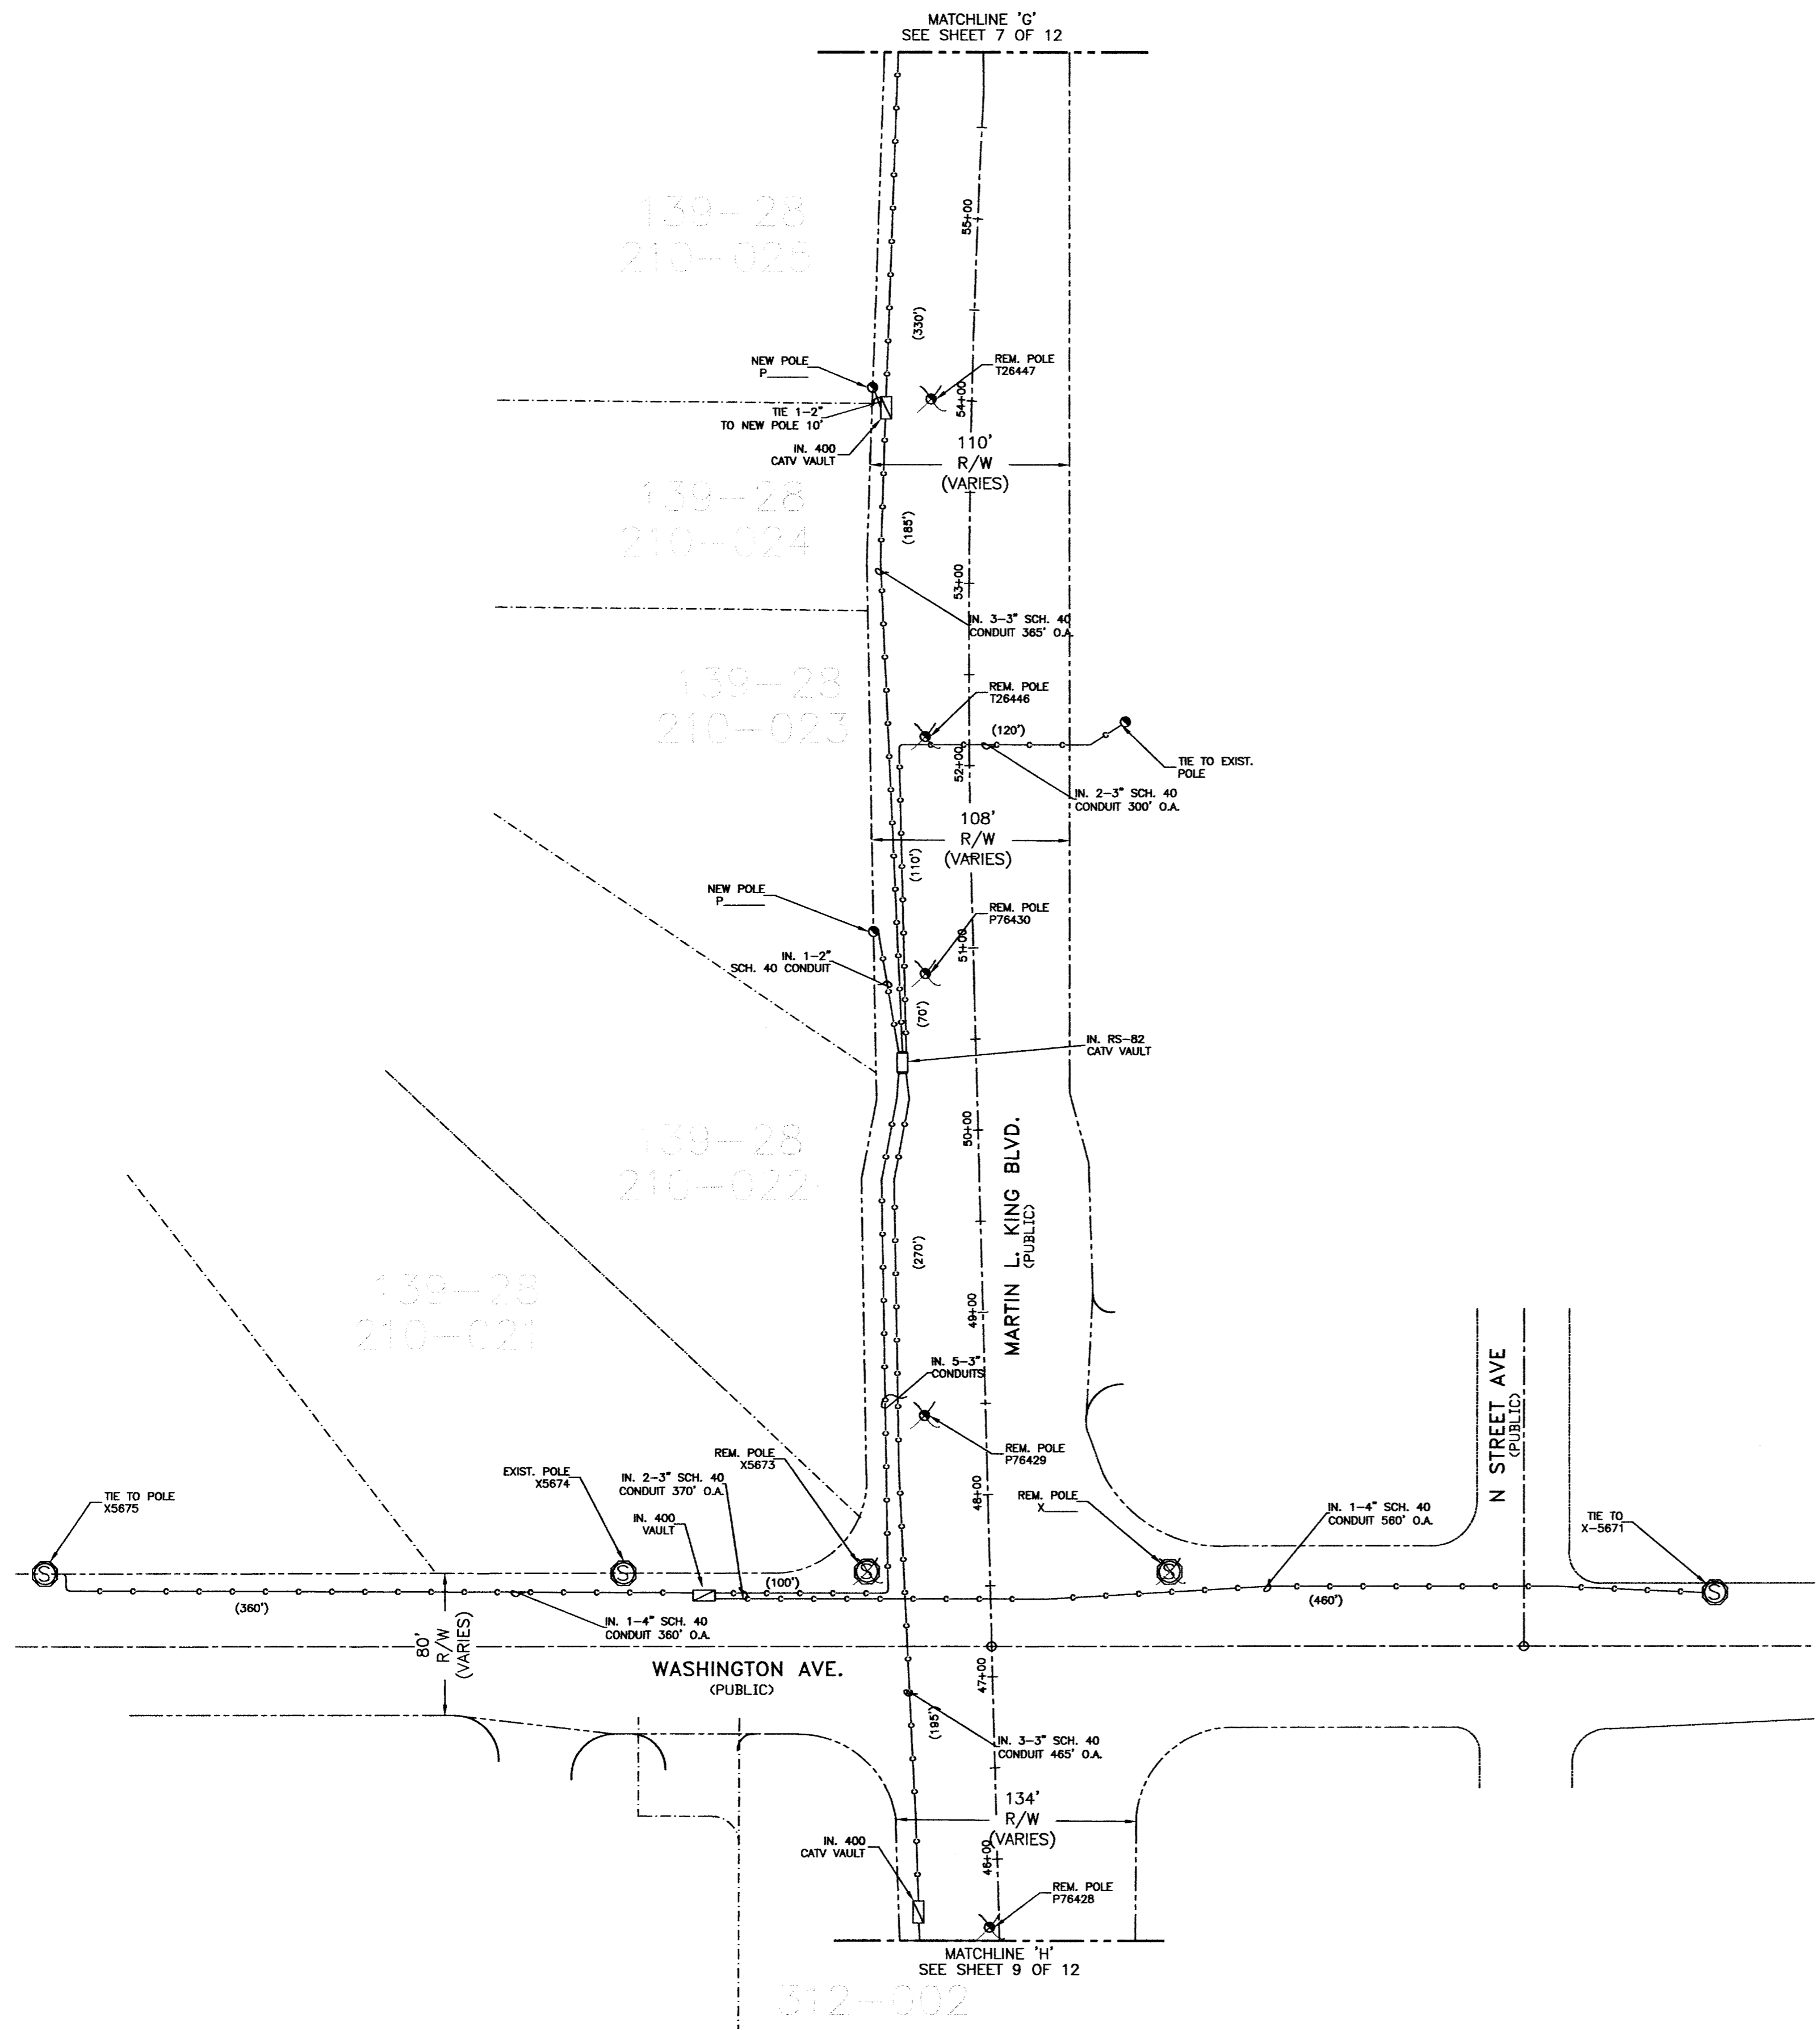 MATCHLINE 'G'
SEE SHEET 7 OF 12
139-28
210-025
55+00
(330')
NEW POLE
P______
REM. POLE
T26447
54+00
TIE 1-2"
TO NEW POLE 10'
IN. 400
CATV VAULT
110'
R/W
(VARIES)
139-28
210-024
(185')
53+00
IN. 3-3" SCH. 40
CONDUIT 365' O.A.
139-28
210-023
REM. POLE
T26446
(120')
52+00
TIE TO EXIST.
POLE
IN. 2-3" SCH. 40
CONDUIT 300' O.A.
108'
R/W
(VARIES)
(110')
NEW POLE
P______
REM. POLE
P76430
51+00
IN. 1-2"
SCH. 40 CONDUIT
(70')
IN. RS-82
CATV VAULT
50+00
139-28
210-022
MARTIN L. KING BLVD.
(PUBLIC)
(270')
139-28
210-021
49+00
IN. 5-3"
CONDUITS
N STREET AVE
(PUBLIC)
REM. POLE
P76429
REM. POLE
X5673
EXIST. POLE
X5674
IN. 2-3" SCH. 40
CONDUIT 370' O.A.
48+00
TIE TO POLE
X5675
REM. POLE
X______
IN. 1-4" SCH. 40
CONDUIT 560' O.A.
IN. 400
VAULT
TIE TO
X-5671
S
S
S
S
S
(100')
(360')
(460')
IN. 1-4" SCH. 40
CONDUIT 360' O.A.
80'
R/W
(VARIES)
WASHINGTON AVE.
(PUBLIC)
47+00
(195')
IN. 3-3" SCH. 40
CONDUIT 465' O.A.
134'
R/W
(VARIES)
IN. 400
CATV VAULT
46+00
REM. POLE
P76428
MATCHLINE 'H'
SEE SHEET 9 OF 12
312-002